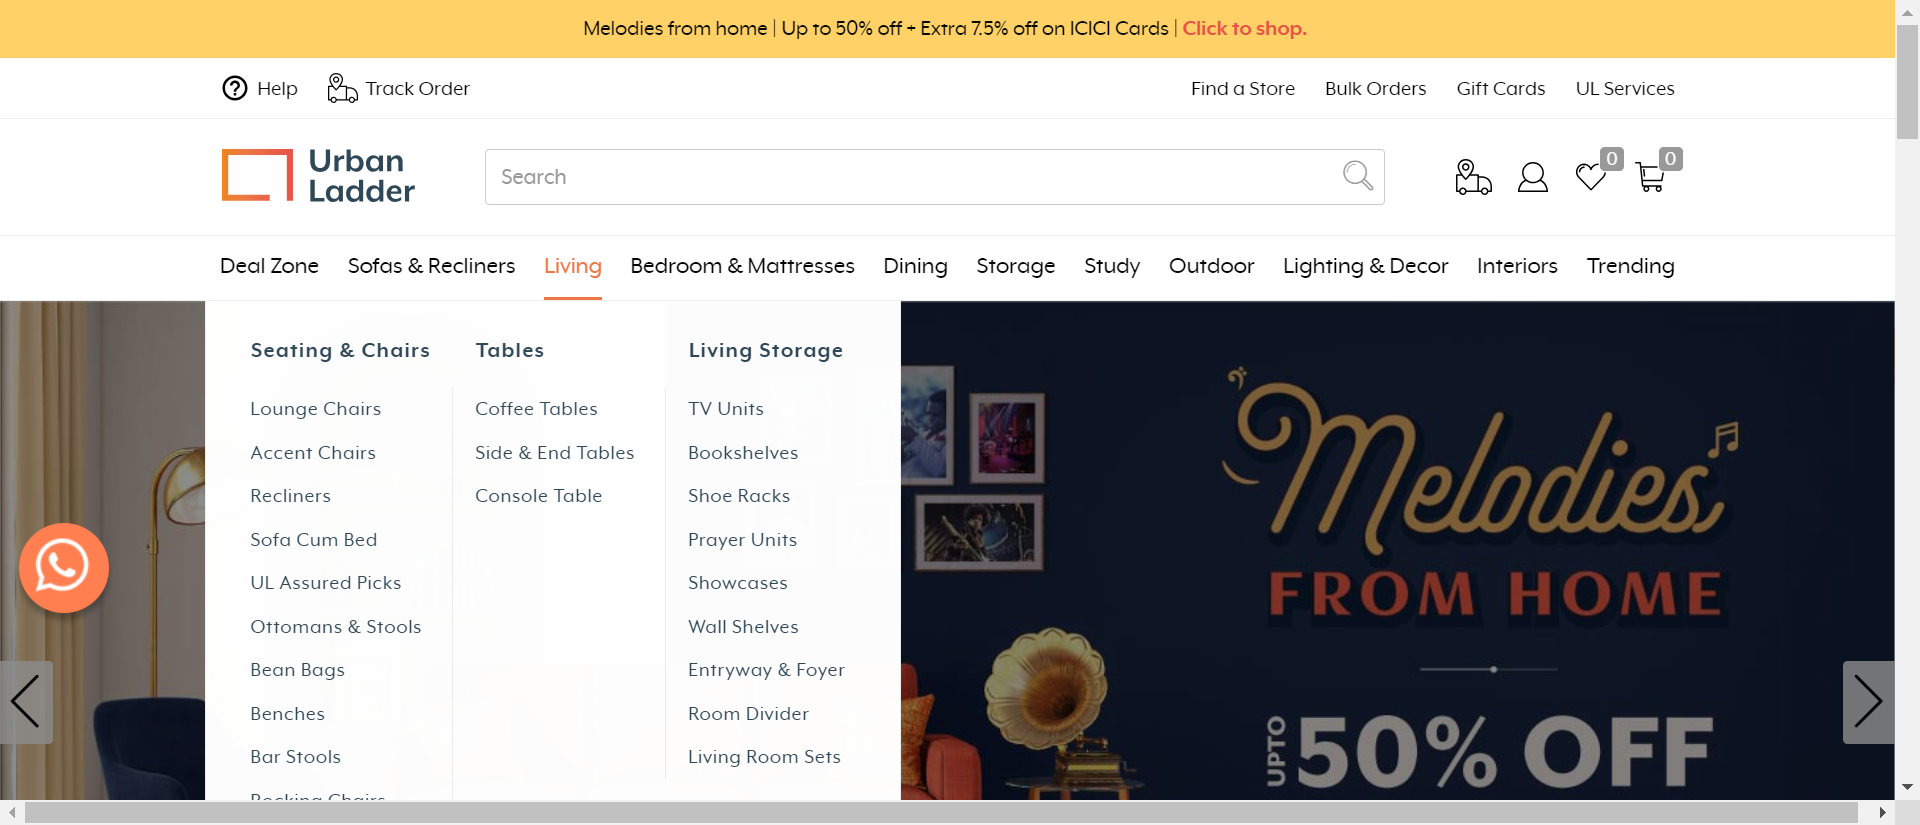 Melodies from home | Up to 50% off + Extra 7.5% off on ICICI Cards | Click to shop.
Help Track Order Find a Store Bulk Orders Gift Cards UL Services
Urban
Ladder
Search
0
0
Deal Zone Sofas & Recliners Living Bedroom & Mattresses Dining Storage Study Outdoor Lighting & Decor Interiors Trending
Seating & Chairs
Lounge Chairs
Accent Chairs
Recliners
Sofa Cum Bed
UL Assured Picks
Ottomans & Stools
Bean Bags
Benches
Bar Stools
Rocking Chairs
Tables
Coffee Tables
Side & End Tables
Console Table
Living Storage
TV Units
Bookshelves
Shoe Racks
Prayer Units
Showcases
Wall Shelves
Entryway & Foyer
Room Divider
Living Room Sets
Melodies
FROM HOME
UPTO 50% OFF